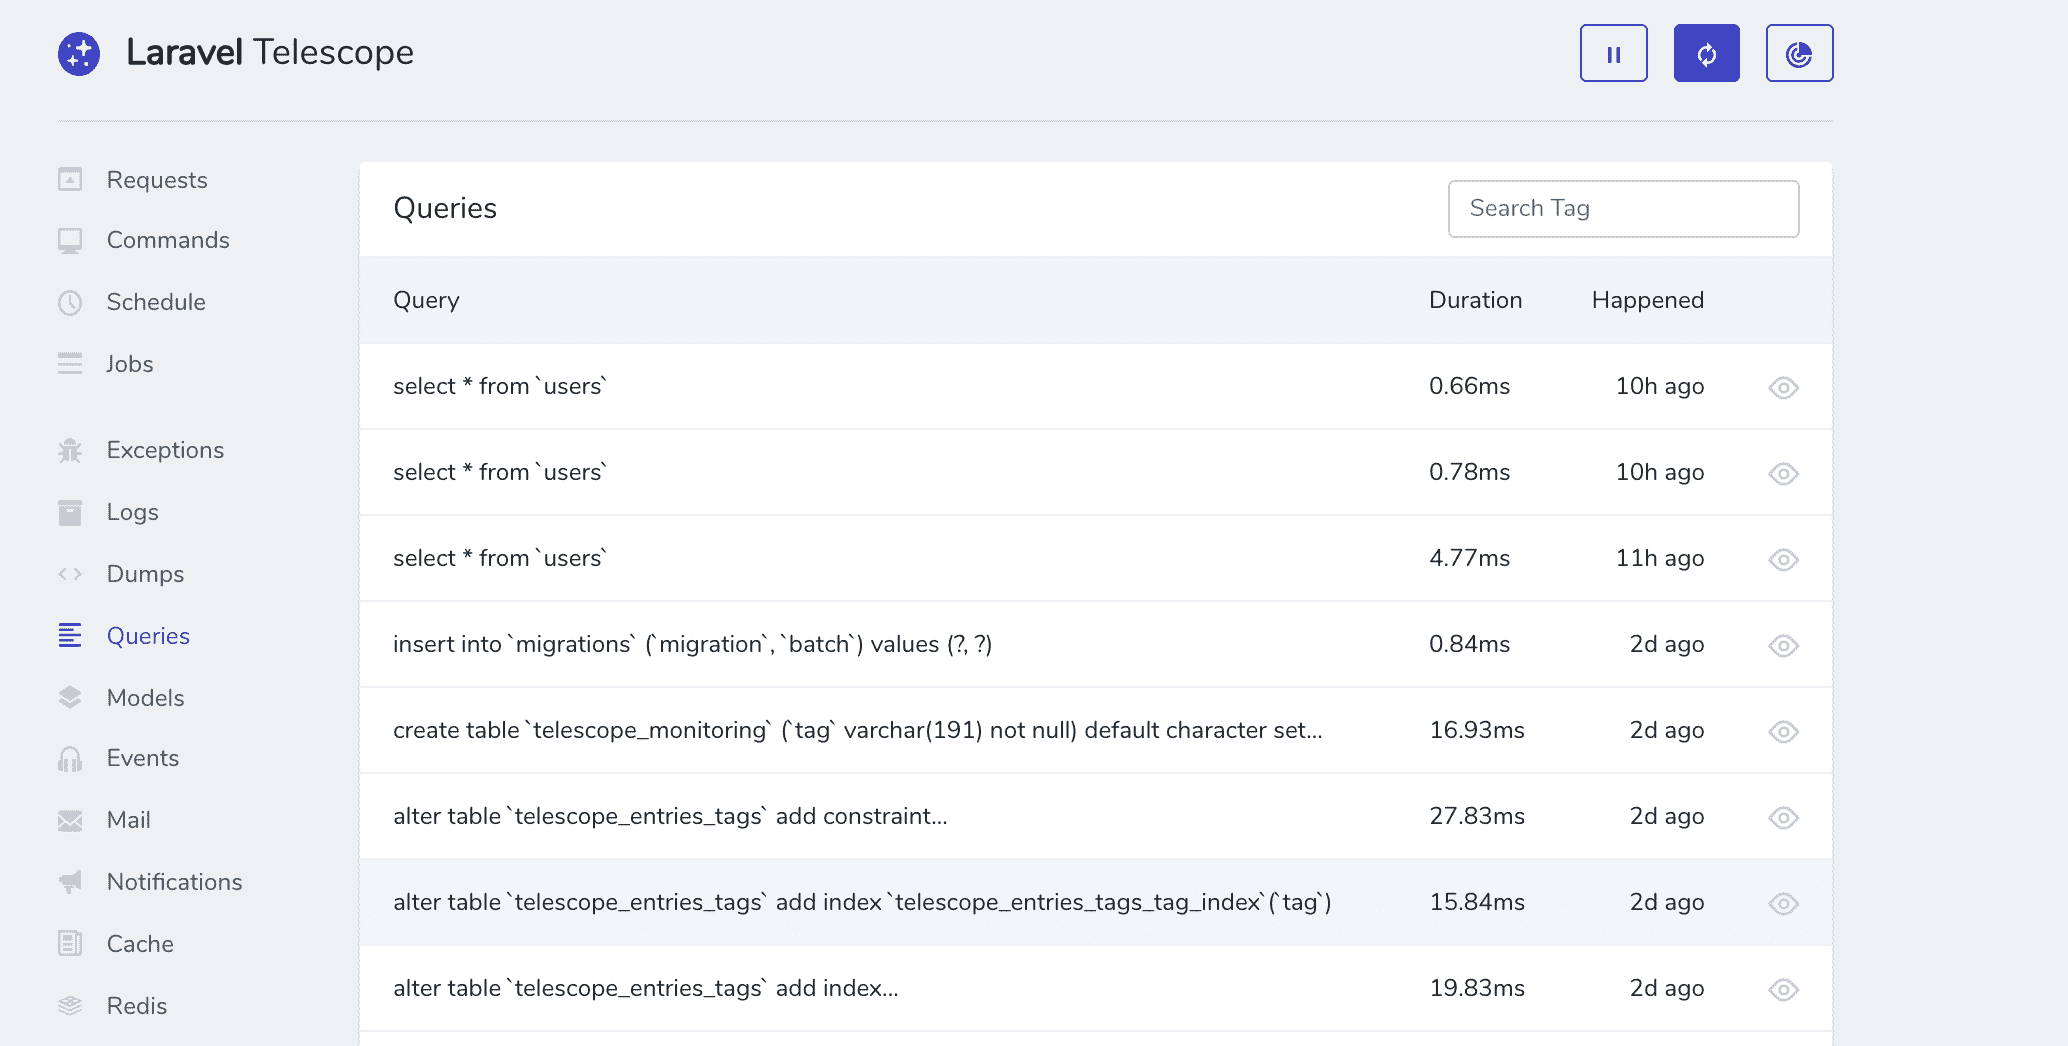 Laravel Telescope
Requests
Commands
Schedule
Jobs
Exceptions
Logs
Dumps
Queries
Models
Events
Mail
Notifications
Cache
Redis
Queries
Search Tag
Query Duration Happened
select * from `users` 0.66ms 10h ago
select * from `users` 0.78ms 10h ago
select * from `users` 4.77ms 11h ago
insert into `migrations` (`migration`, `batch`) values (?, ?) 0.84ms 2d ago
create table `telescope_monitoring` (`tag` varchar(191) not null) default character set... 16.93ms 2d ago
alter table `telescope_entries_tags` add constraint... 27.83ms 2d ago
alter table `telescope_entries_tags` add index `telescope_entries_tags_tag_index`(`tag`) 15.84ms 2d ago
alter table `telescope_entries_tags` add index... 19.83ms 2d ago